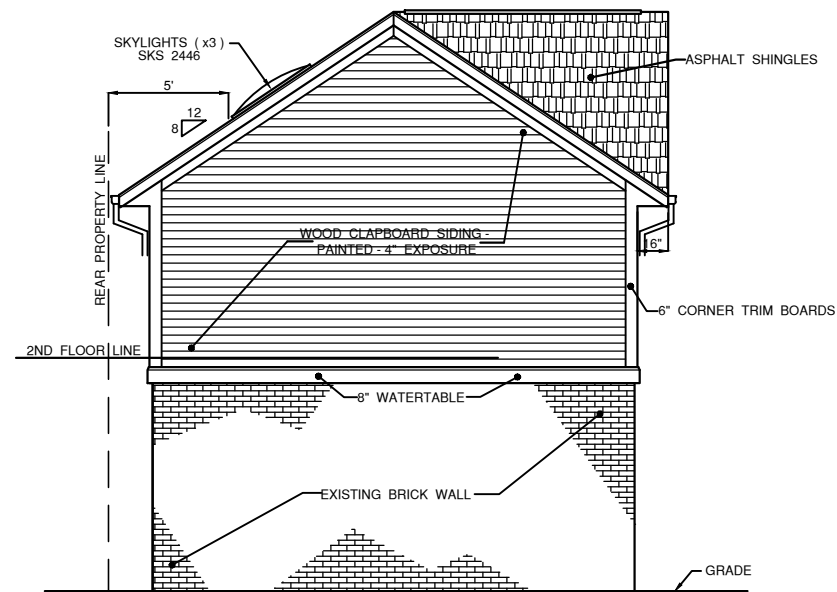 SKYLIGHTS ( x3 )
SKS 2446
ASPHALT SHINGLES
5'
12
8
REAR PROPERTY LINE
WOOD CLAPBOARD SIDING -
PAINTED - 4" EXPOSURE
16"
6" CORNER TRIM BOARDS
2ND FLOOR LINE
8" WATERTABLE
EXISTING BRICK WALL
GRADE